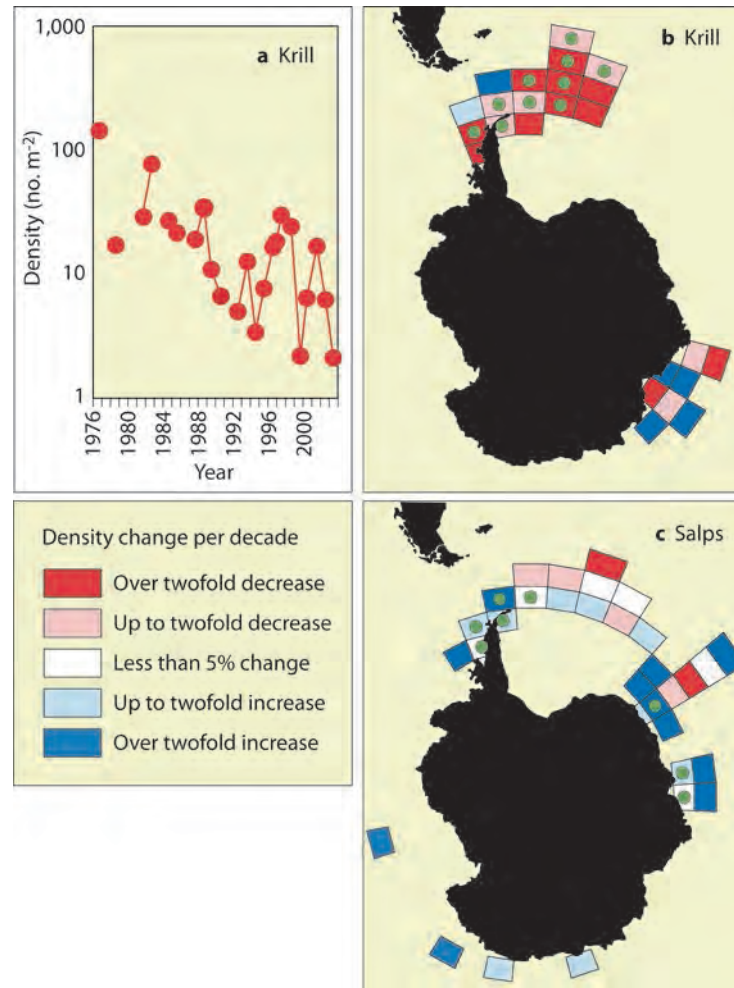 1,000
a Krill
100
10
1
Density (no. m⁻²)
1976
1980
1984
1988
1992
1996
2000
Year
b Krill
Density change per decade
Over twofold decrease
Up to twofold decrease
Less than 5% change
Up to twofold increase
Over twofold increase
c Salps